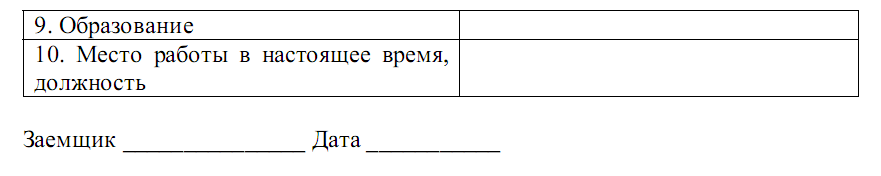 9. Образование
10. Место работы в настоящее время,
должность
Заемщик _______________ Дата ___________